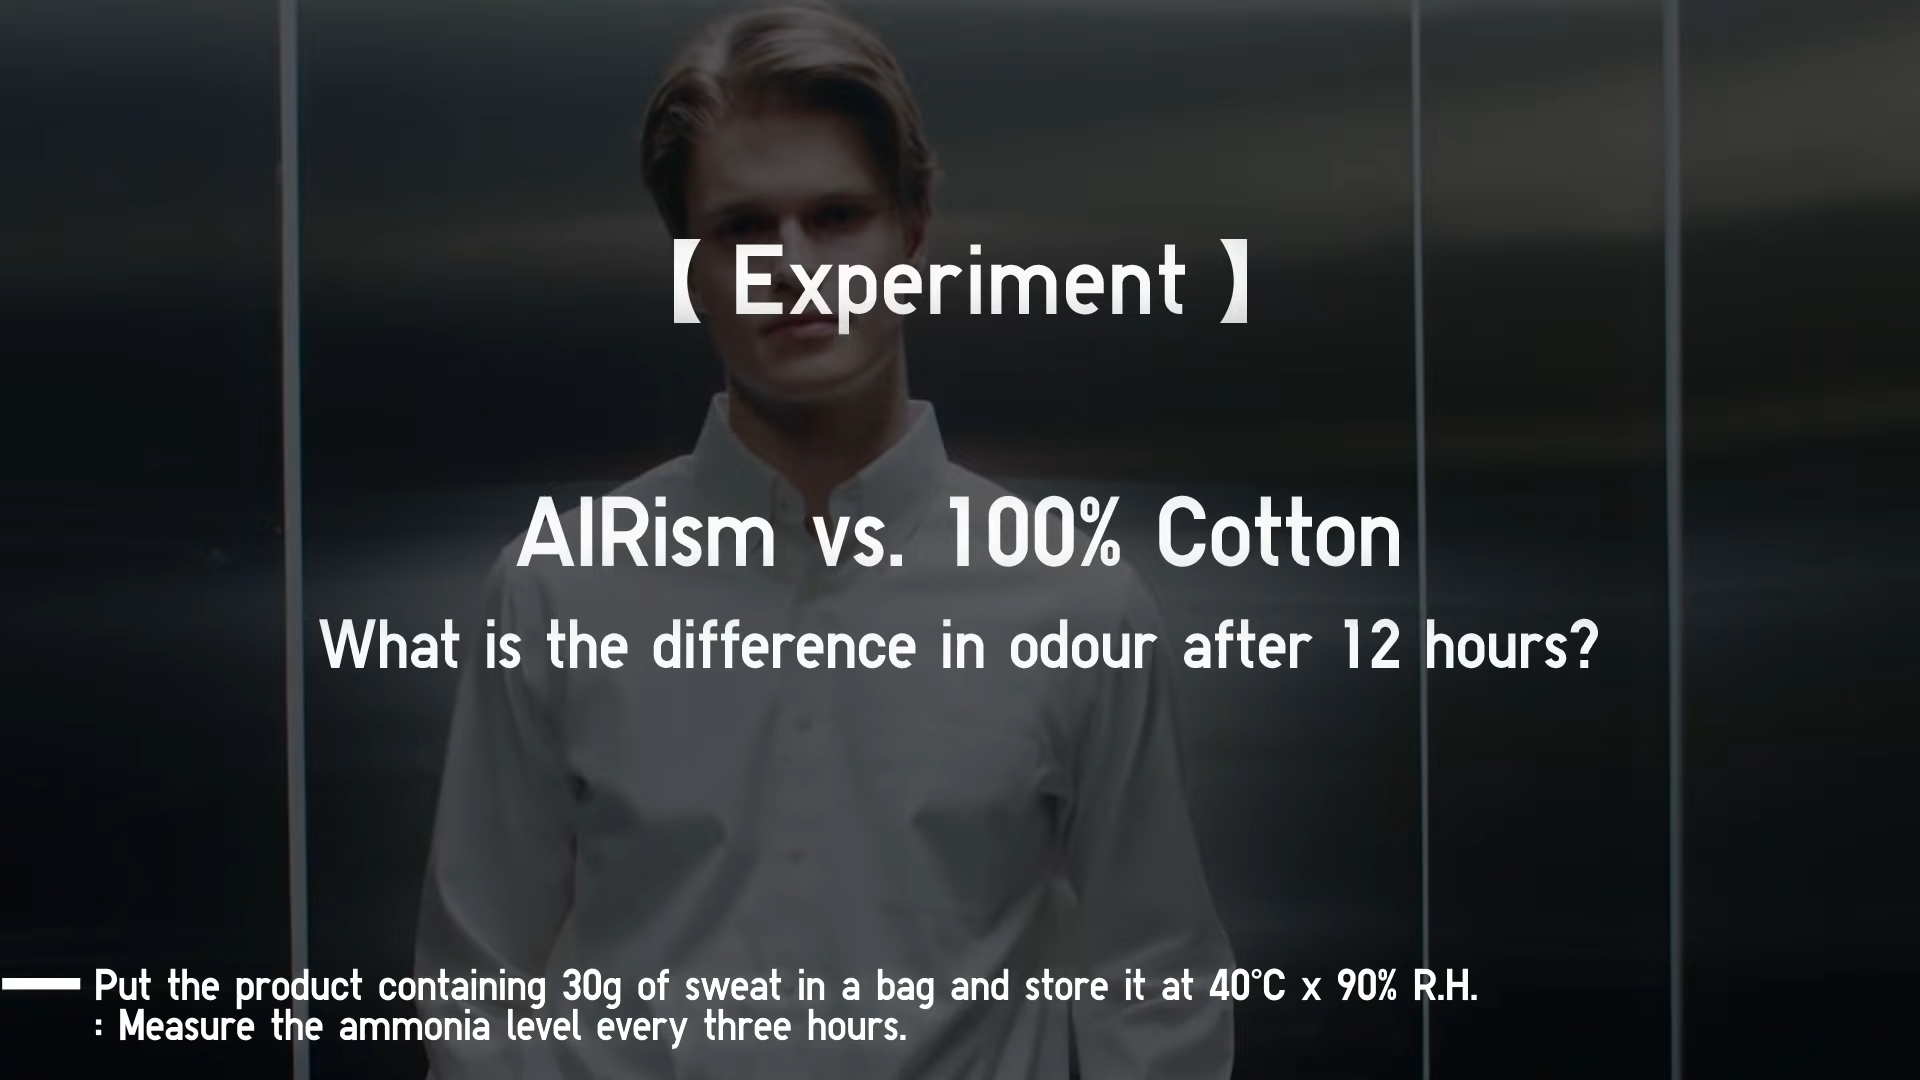 【 Experiment 】
AIRism vs. 100% Cotton
What is the difference in odour after 12 hours?
Put the product containing 30g of sweat in a bag and store it at 40°C x 90% R.H.
: Measure the ammonia level every three hours.